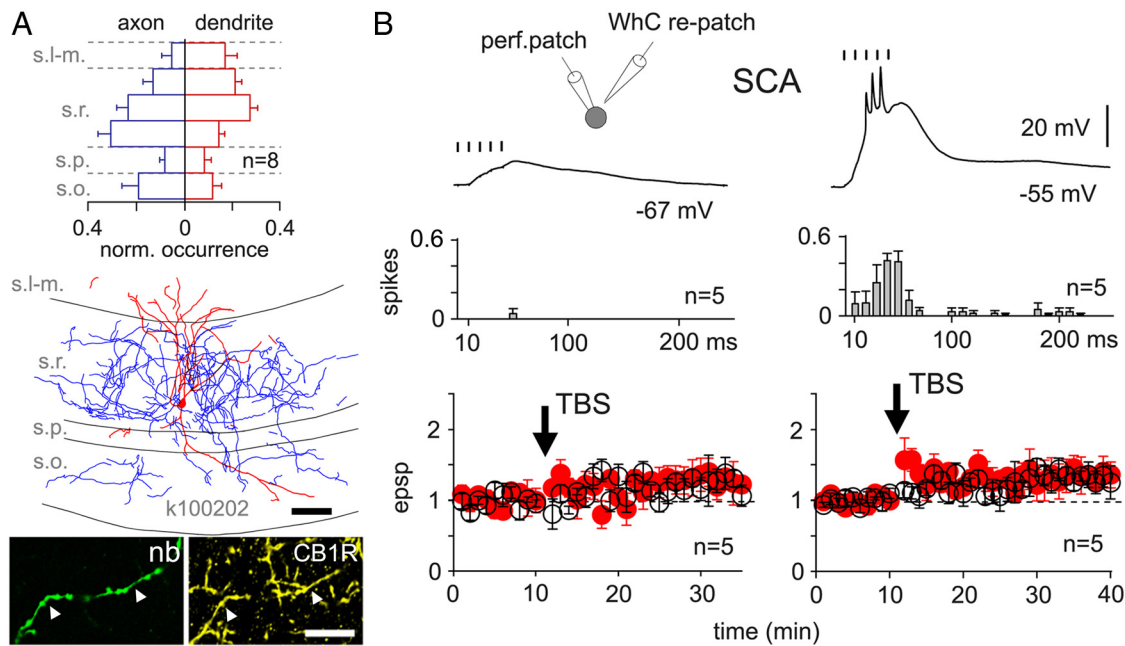 A
axon dendrite
s.l-m.
s.r.
s.p.
n=8
s.o.
0.4 0 0.4
norm. occurrence
s.l-m.
s.r.
s.p.
s.o.
k100202
nb
CB1R
B
perf.patch
WhC re-patch
SCA
20 mV
-67 mV
-55 mV
0.6
spikes
n=5
0
10 100 200 ms
0.6
n=5
0
10 100 200 ms
TBS
2
epsp
1
n=5
0
0 10 20 30
TBS
2
1
n=5
0
0 10 20 30 40
time (min)